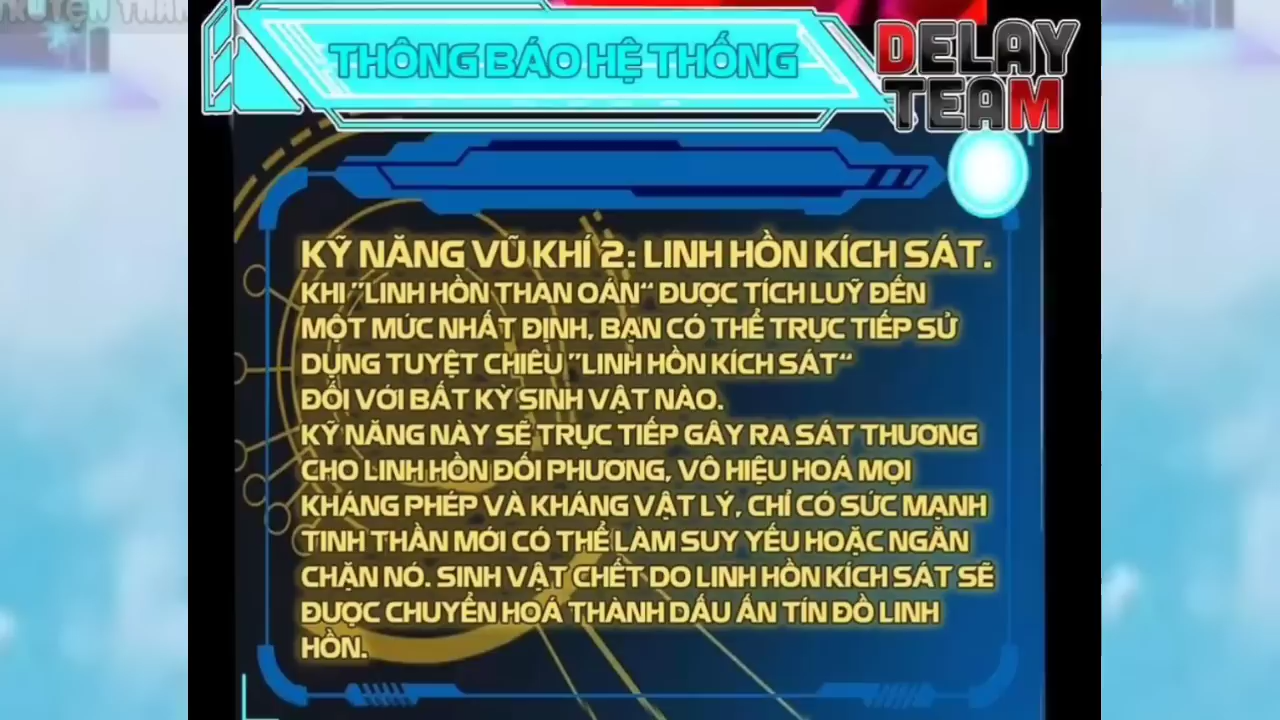 TRUYỆN TRANH
THÔNG BÁO HỆ THỐNG
DELAY
TEAM
KỸ NĂNG VŨ KHÍ 2: LINH HỒN KÍCH SÁT.
KHI "LINH HỒN THAN OÁN" ĐƯỢC TÍCH LUỸ ĐẾN
MỘT MỨC NHẤT ĐỊNH, BẠN CÓ THỂ TRỰC TIẾP SỬ
DỤNG TUYỆT CHIÊU "LINH HỒN KÍCH SÁT"
ĐỐI VỚI BẤT KỲ SINH VẬT NÀO.
KỸ NĂNG NÀY SẼ TRỰC TIẾP GÂY RA SÁT THƯƠNG
CHO LINH HỒN ĐỐI PHƯƠNG, VÔ HIỆU HOÁ MỌI
KHÁNG PHÉP VÀ KHÁNG VẬT LÝ, CHỈ CÓ SỨC MẠNH
TINH THẦN MỚI CÓ THỂ LÀM SUY YẾU HOẶC NGĂN
CHẶN NÓ. SINH VẬT CHẾT DO LINH HỒN KÍCH SÁT SẼ
ĐƯỢC CHUYỂN HOÁ THÀNH DẤU ẤN TÍN ĐỒ LINH
HỒN.